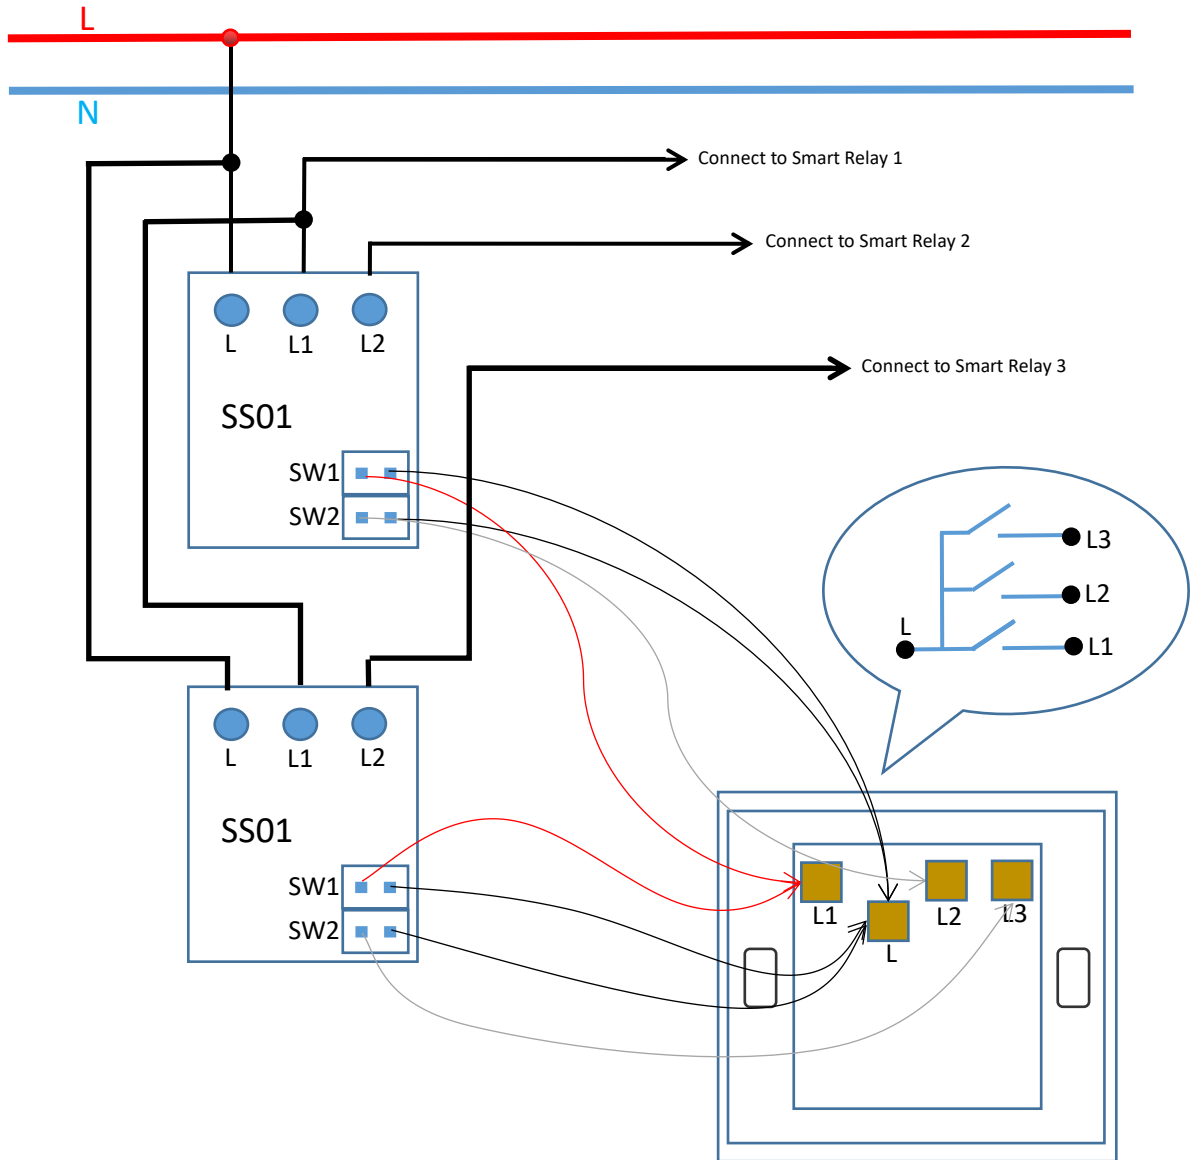 L
N
Connect to Smart Relay 1
Connect to Smart Relay 2
L
L1
L2
Connect to Smart Relay 3
SS01
SW1
SW2
L3
L2
L
L1
L
L1
L2
SS01
SW1
SW2
L1
L2
L3
L